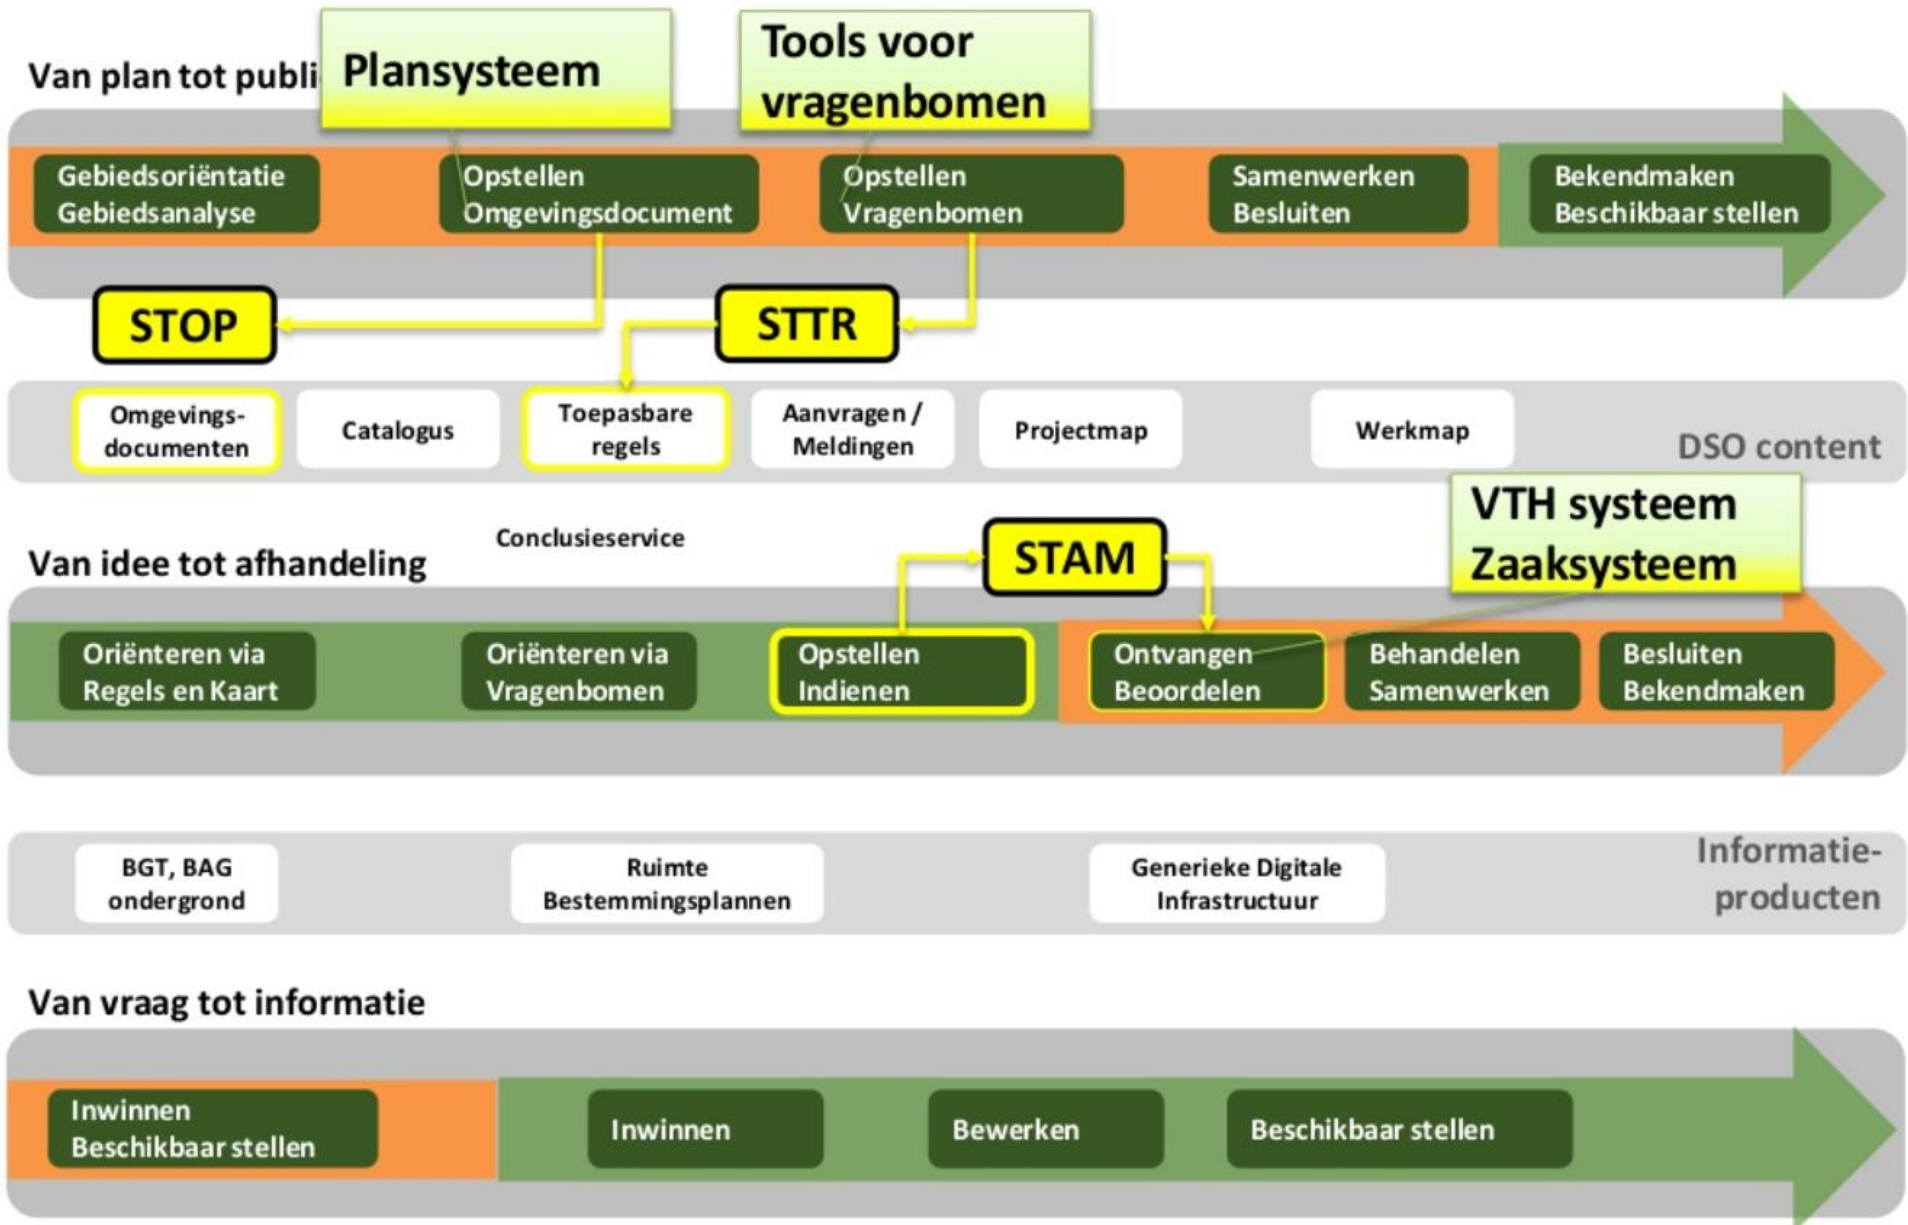 Van plan tot publi
Plansysteem
Tools voor
vragenbomen
Gebiedsoriëntatie
Gebiedsanalyse
Opstellen
Omgevingsdocument
Opstellen
Vragenbomen
Samenwerken
Besluiten
Bekendmaken
Beschikbaar stellen
STOP
STTR
Omgevings-
documenten
Catalogus
Toepasbare
regels
Aanvragen /
Meldingen
Projectmap
Werkmap
DSO content
Conclusieservice
Van idee tot afhandeling
STAM
VTH systeem
Zaaksysteem
Oriënteren via
Regels en Kaart
Oriënteren via
Vragenbomen
Opstellen
Indienen
Ontvangen
Beoordelen
Behandelen
Samenwerken
Besluiten
Bekendmaken
BGT, BAG
ondergrond
Ruimte
Bestemmingsplannen
Generieke Digitale
Infrastructuur
Informatie-
producten
Van vraag tot informatie
Inwinnen
Beschikbaar stellen
Inwinnen
Bewerken
Beschikbaar stellen